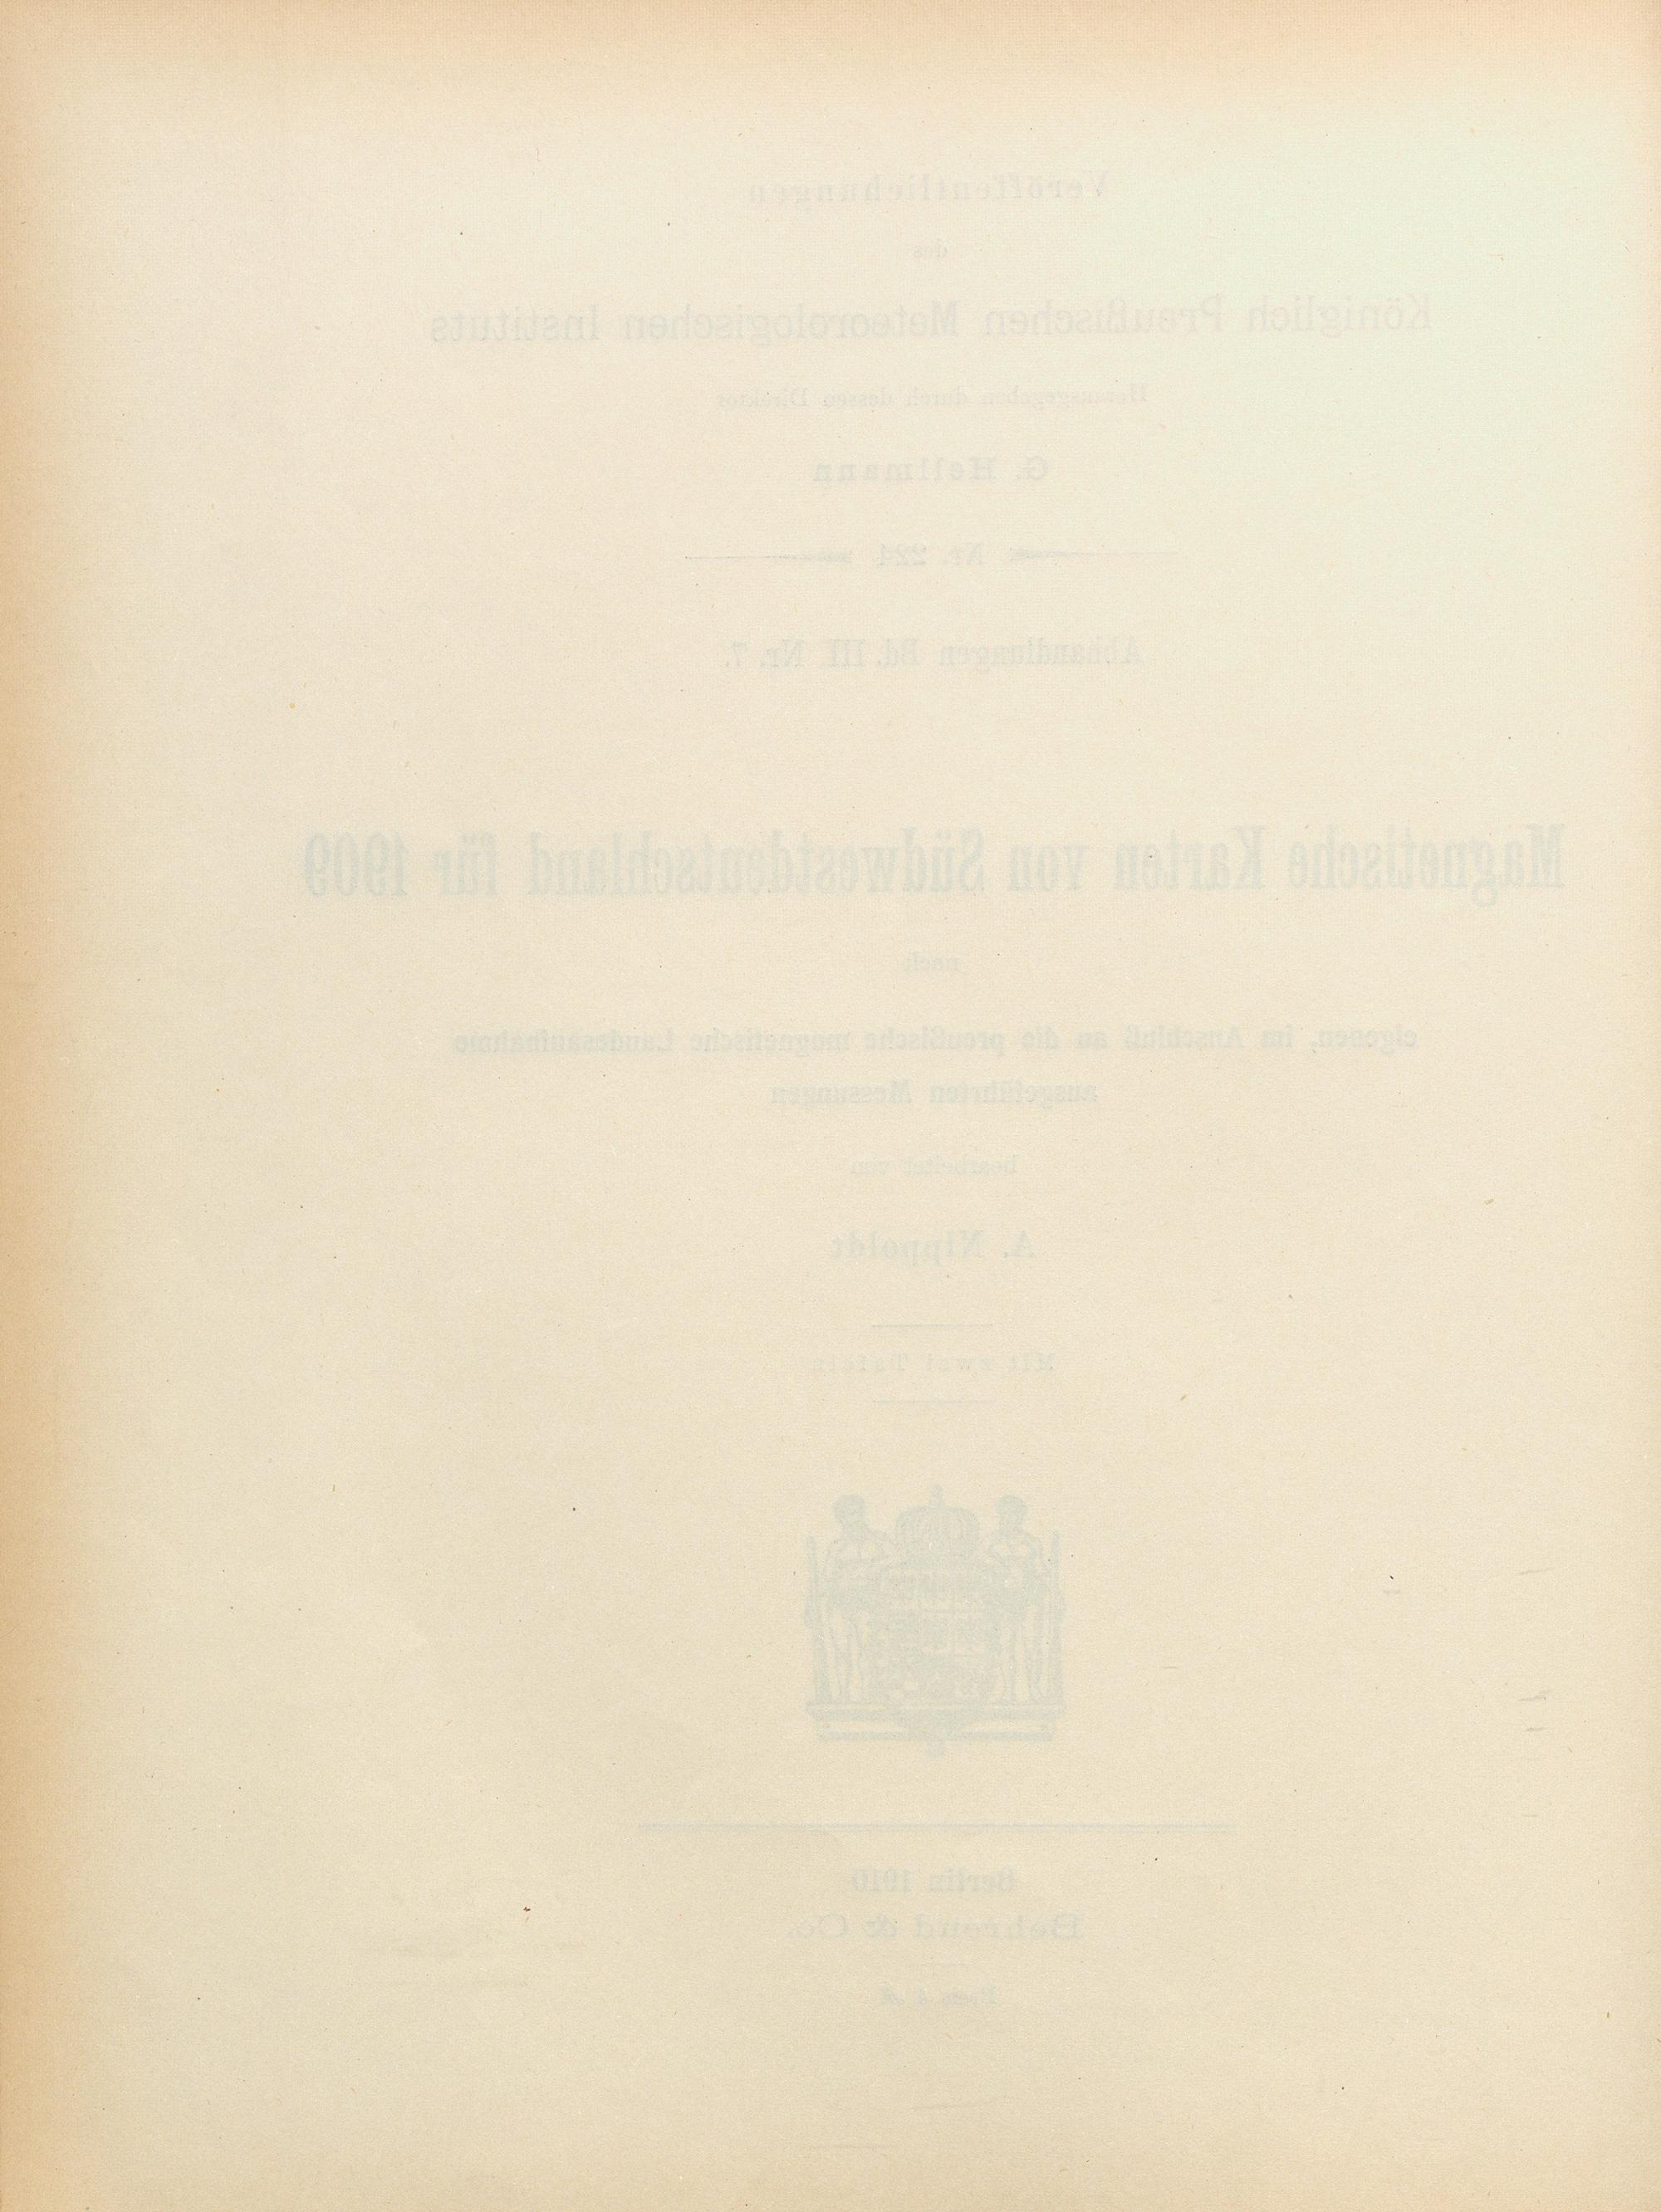 Veröffentlichungen
des
Königlich Preußischen Meteorologischen Instituts
Herausgegeben durch dessen Direktor
G. Hellmann
Nr. 224
Abhandlungen Bd. III Nr. 7.
Magnetische Karten von Südwestdeutschland für 1909
nach
eigenen, im Anschluß an die preußische magnetische Landesaufnahme
ausgeführten Messungen
bearbeitet von
A. Nippoldt
Mit zwei Tafeln
Berlin 1910
Behrend & Co.